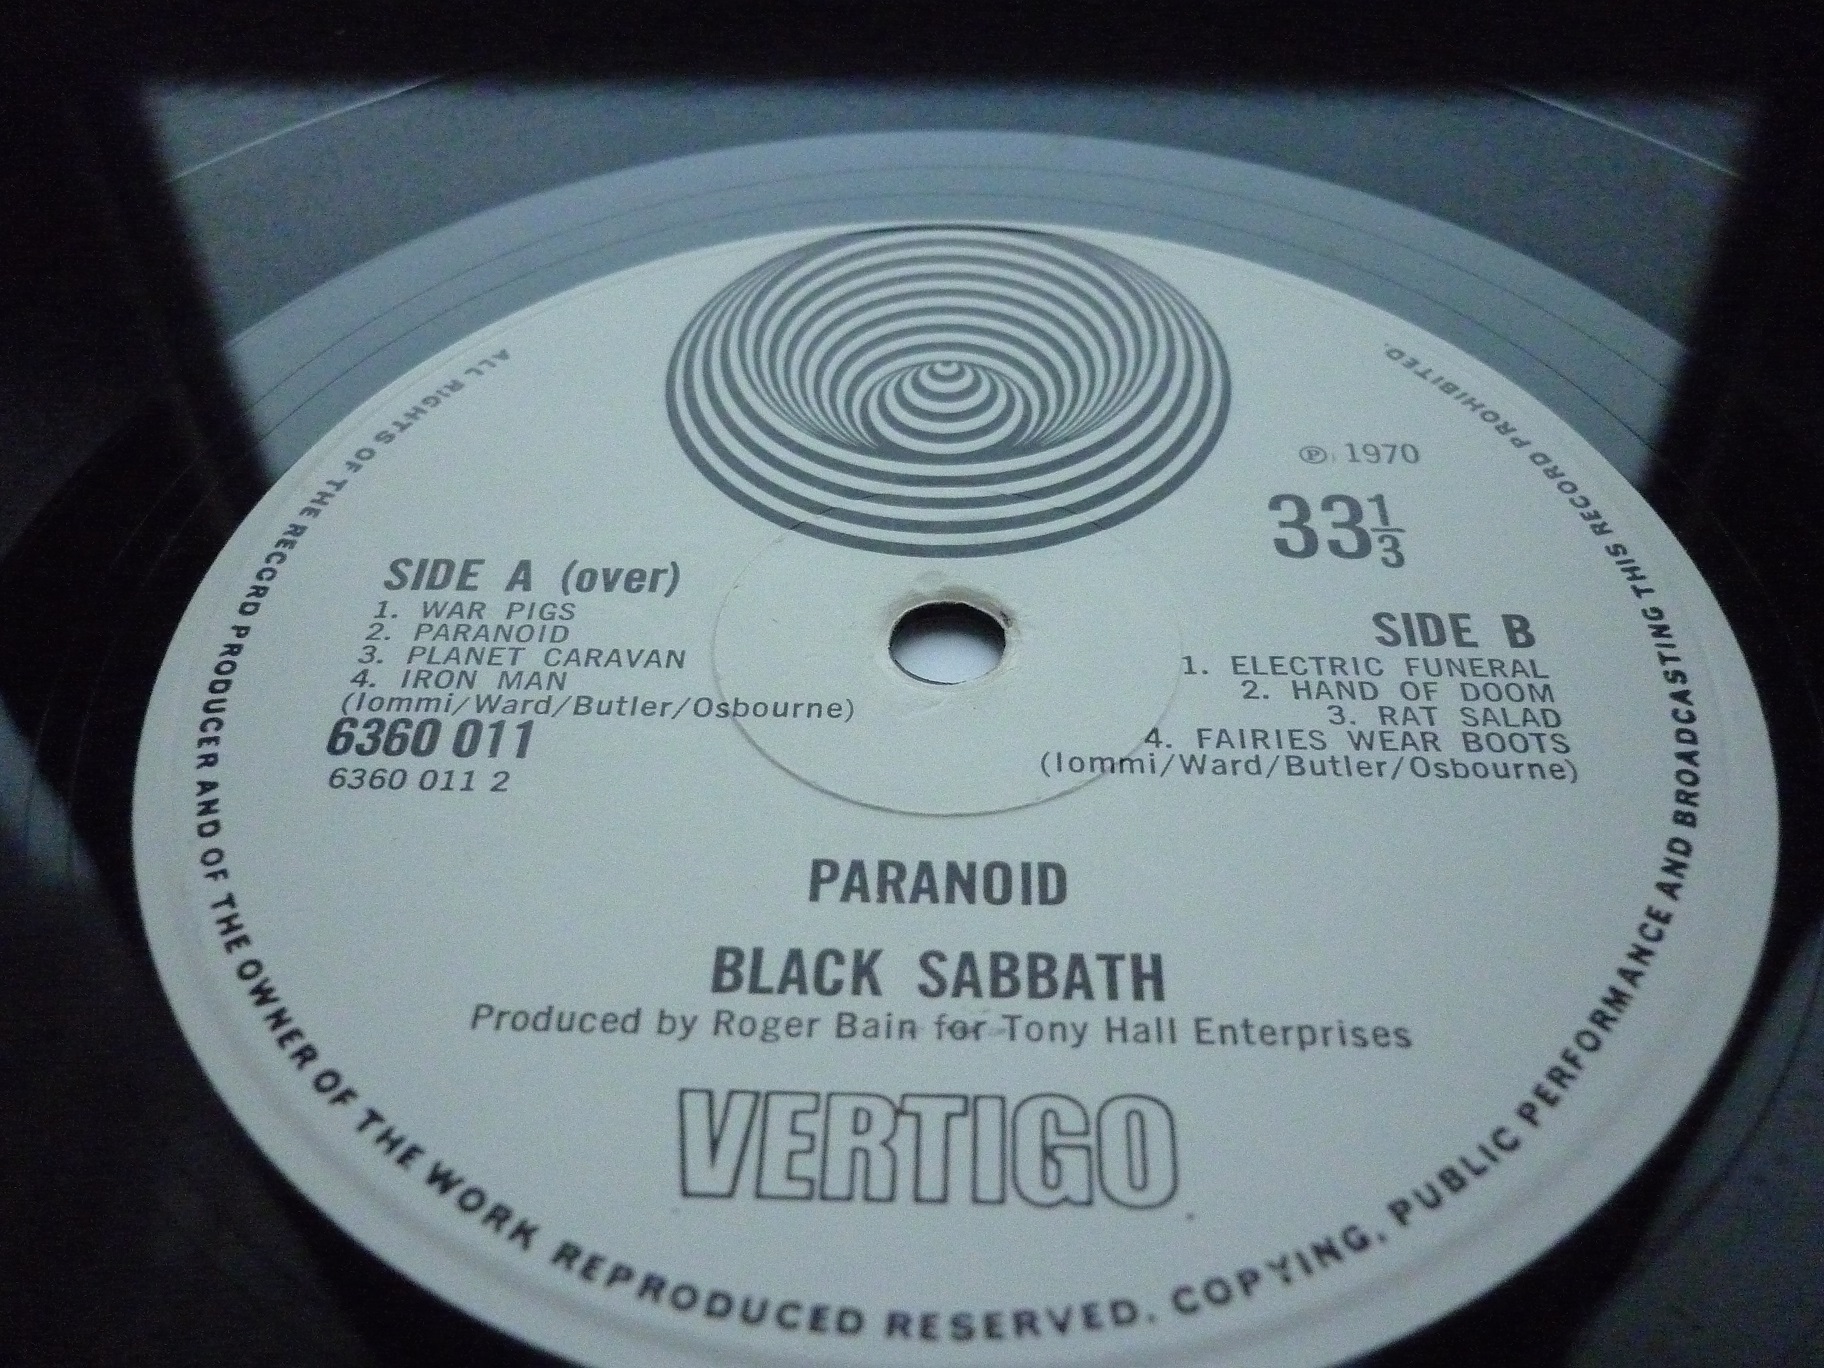 ℗ 1970
33 1/3
SIDE A (over)
1. WAR PIGS
2. PARANOID
3. PLANET CARAVAN
4. IRON MAN
(Iommi/Ward/Butler/Osbourne)
6360 011
6360 011 2
SIDE B
1. ELECTRIC FUNERAL
2. HAND OF DOOM
3. RAT SALAD
4. FAIRIES WEAR BOOTS
(Iommi/Ward/Butler/Osbourne)
PARANOID
BLACK SABBATH
Produced by Roger Bain for Tony Hall Enterprises
VERTIGO
ALL RIGHTS OF THE RECORD PRODUCER AND OF THE OWNER OF THE WORK REPRODUCED RESERVED. COPYING, PUBLIC PERFORMANCE AND BROADCASTING THIS RECORD PROHIBITED.